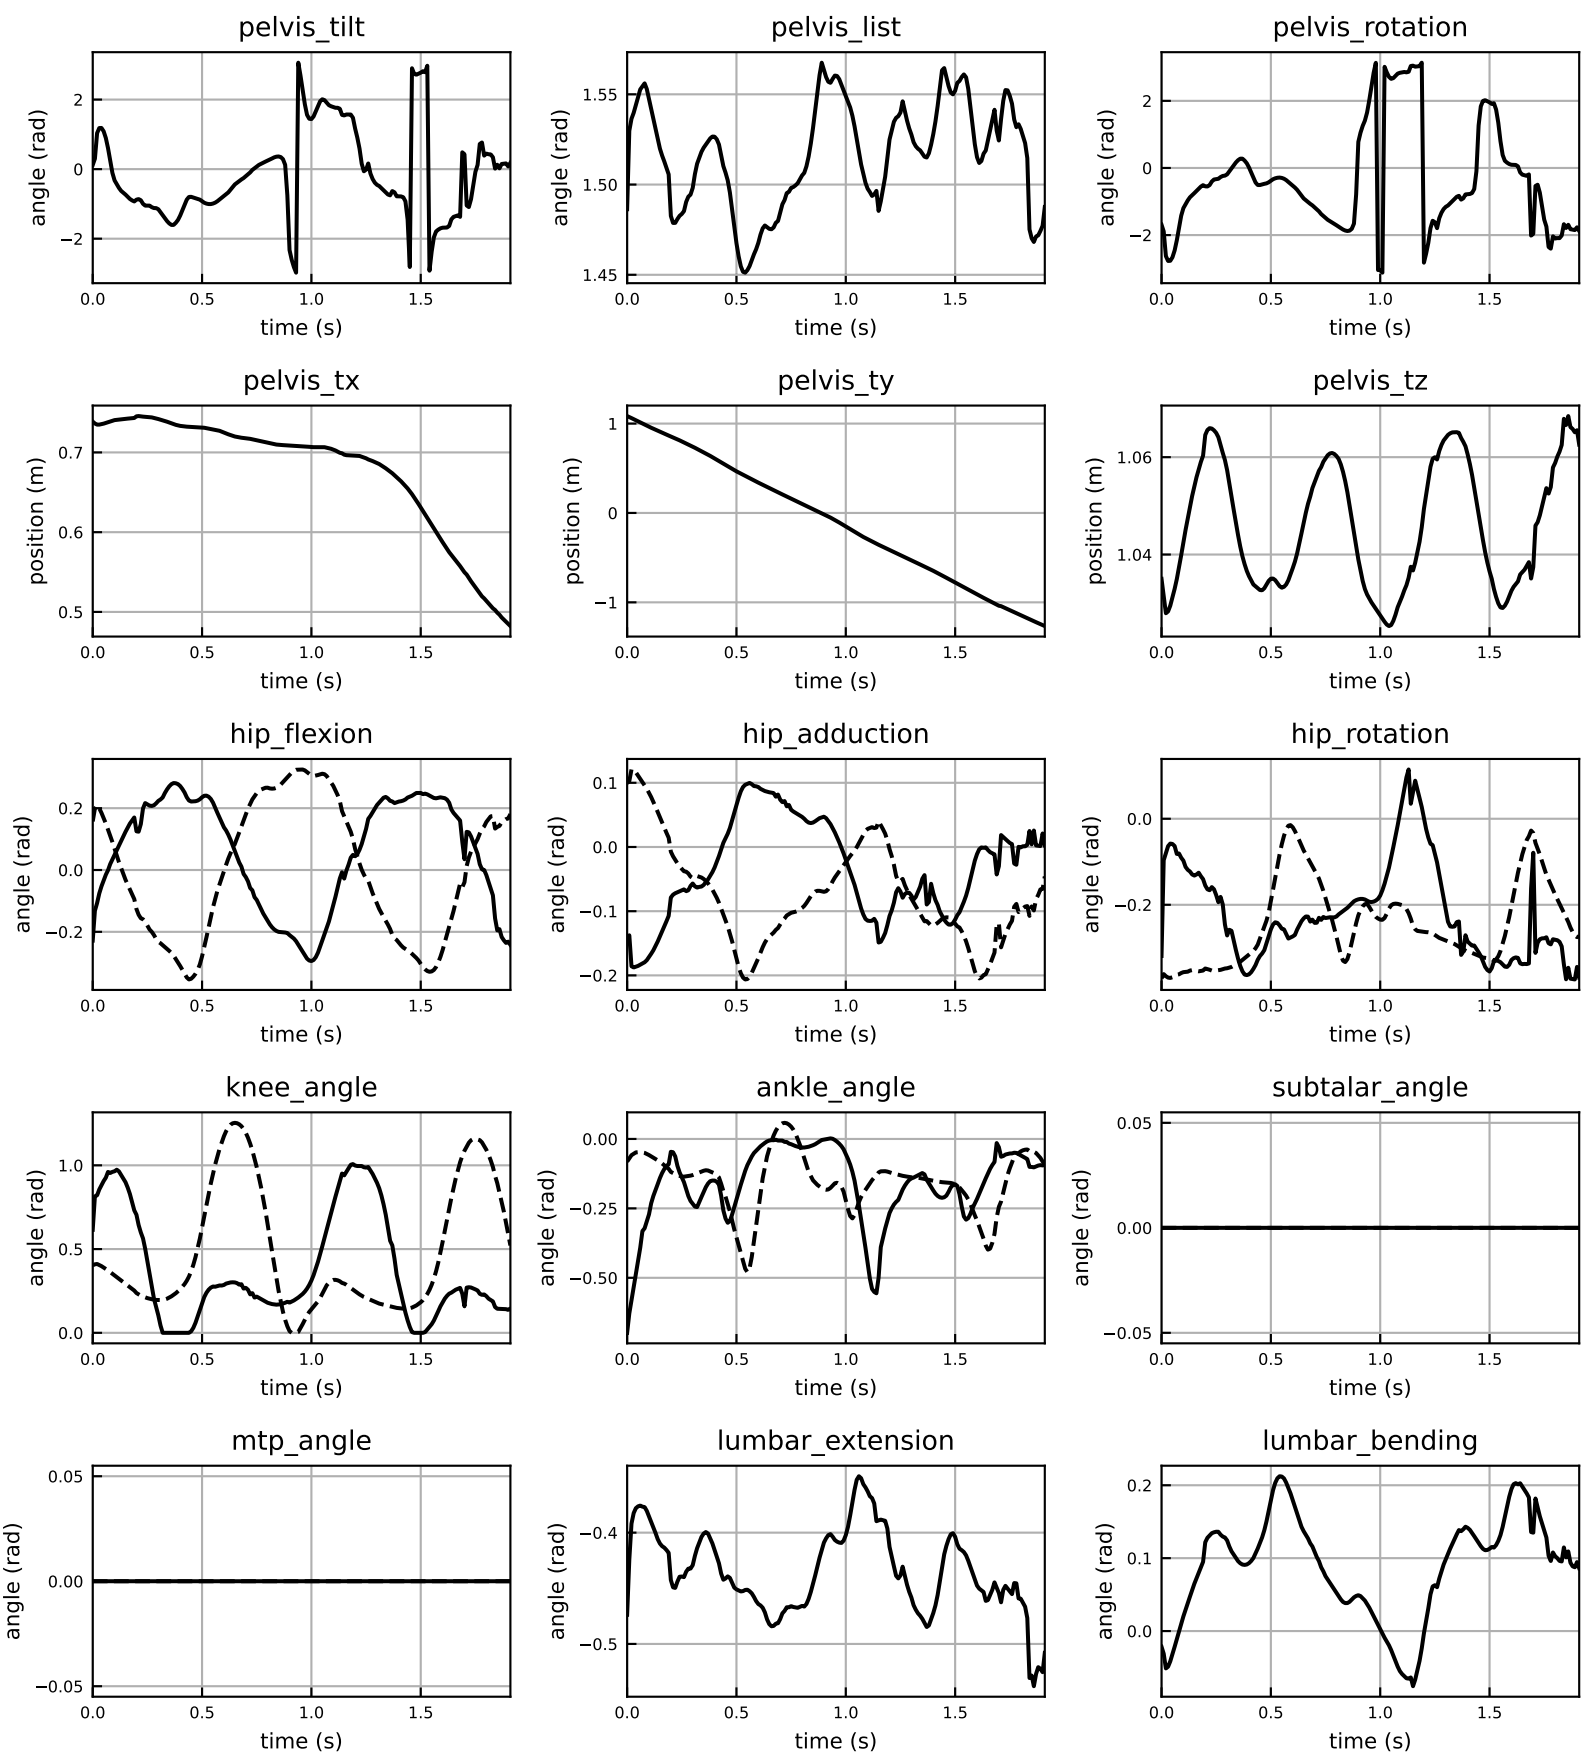 pelvis_tilt
angle (rad)
2
0
−2
0.0 0.5 1.0 1.5
time (s)
pelvis_list
angle (rad)
1.55
1.50
1.45
0.0 0.5 1.0 1.5
time (s)
pelvis_rotation
angle (rad)
2
0
−2
0.0 0.5 1.0 1.5
time (s)
pelvis_tx
position (m)
0.7
0.6
0.5
0.0 0.5 1.0 1.5
time (s)
pelvis_ty
position (m)
1
0
−1
0.0 0.5 1.0 1.5
time (s)
pelvis_tz
position (m)
1.06
1.04
0.0 0.5 1.0 1.5
time (s)
hip_flexion
angle (rad)
0.2
0.0
−0.2
0.0 0.5 1.0 1.5
time (s)
hip_adduction
angle (rad)
0.1
0.0
−0.1
−0.2
0.0 0.5 1.0 1.5
time (s)
hip_rotation
angle (rad)
0.0
−0.2
0.0 0.5 1.0 1.5
time (s)
knee_angle
angle (rad)
1.0
0.5
0.0
0.0 0.5 1.0 1.5
time (s)
ankle_angle
angle (rad)
0.00
−0.25
−0.50
0.0 0.5 1.0 1.5
time (s)
subtalar_angle
angle (rad)
0.05
0.00
−0.05
0.0 0.5 1.0 1.5
time (s)
mtp_angle
angle (rad)
0.05
0.00
−0.05
0.0 0.5 1.0 1.5
time (s)
lumbar_extension
angle (rad)
−0.4
−0.5
0.0 0.5 1.0 1.5
time (s)
lumbar_bending
angle (rad)
0.2
0.1
0.0
0.0 0.5 1.0 1.5
time (s)